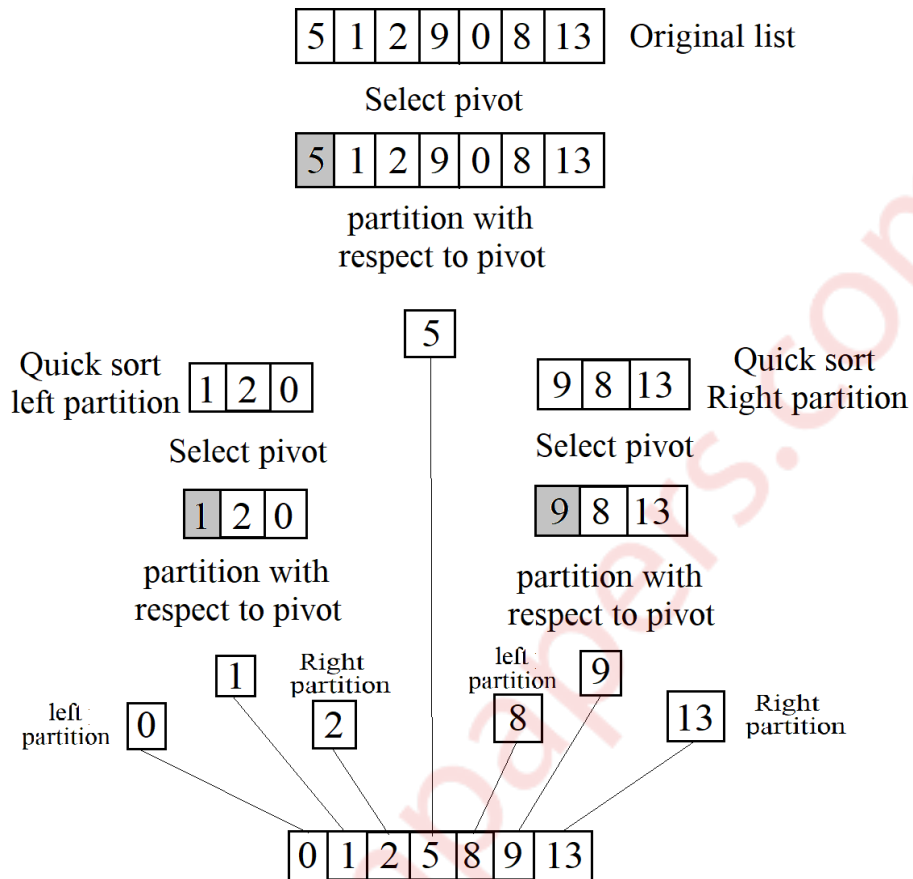 5 1 2 9 0 8 13 Original list
Select pivot
5 1 2 9 0 8 13
partition with
respect to pivot
5
Quick sort
left partition
1 2 0
9 8 13
Quick sort
Right partition
Select pivot
Select pivot
1 2 0
9 8 13
partition with
respect to pivot
partition with
respect to pivot
left
partition
0
1
Right
partition
2
left
partition
8
9
13
Right
partition
0 1 2 5 8 9 13
papers.com